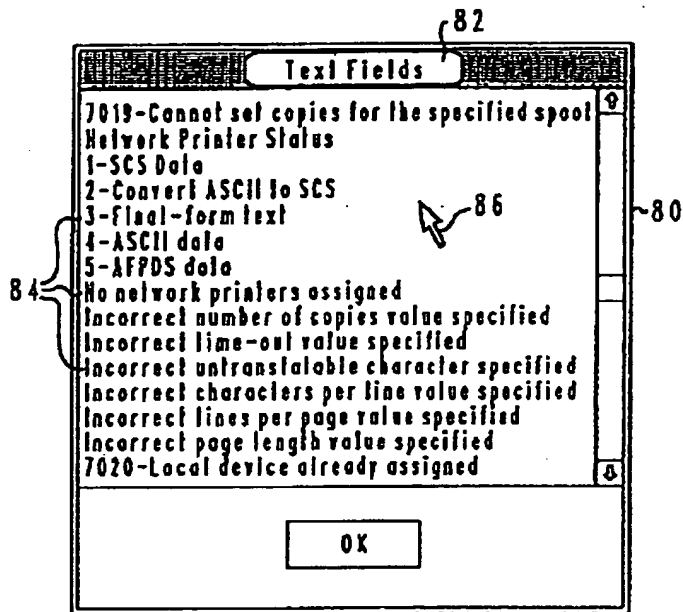 82
Text Fields
7019-Cannot set copies for the specified spool
Network Printer Status
1-SCS Data
2-Convert ASCII to SCS
3-Final-form text
4-ASCII data
5-AFPDS data
No network printers assigned
Incorrect number of copies value specified
Incorrect time-out value specified
Incorrect untranslatable character specified
Incorrect characters per line value specified
Incorrect lines per page value specified
Incorrect page length value specified
7020-Local device already assigned
86
80
84
OK